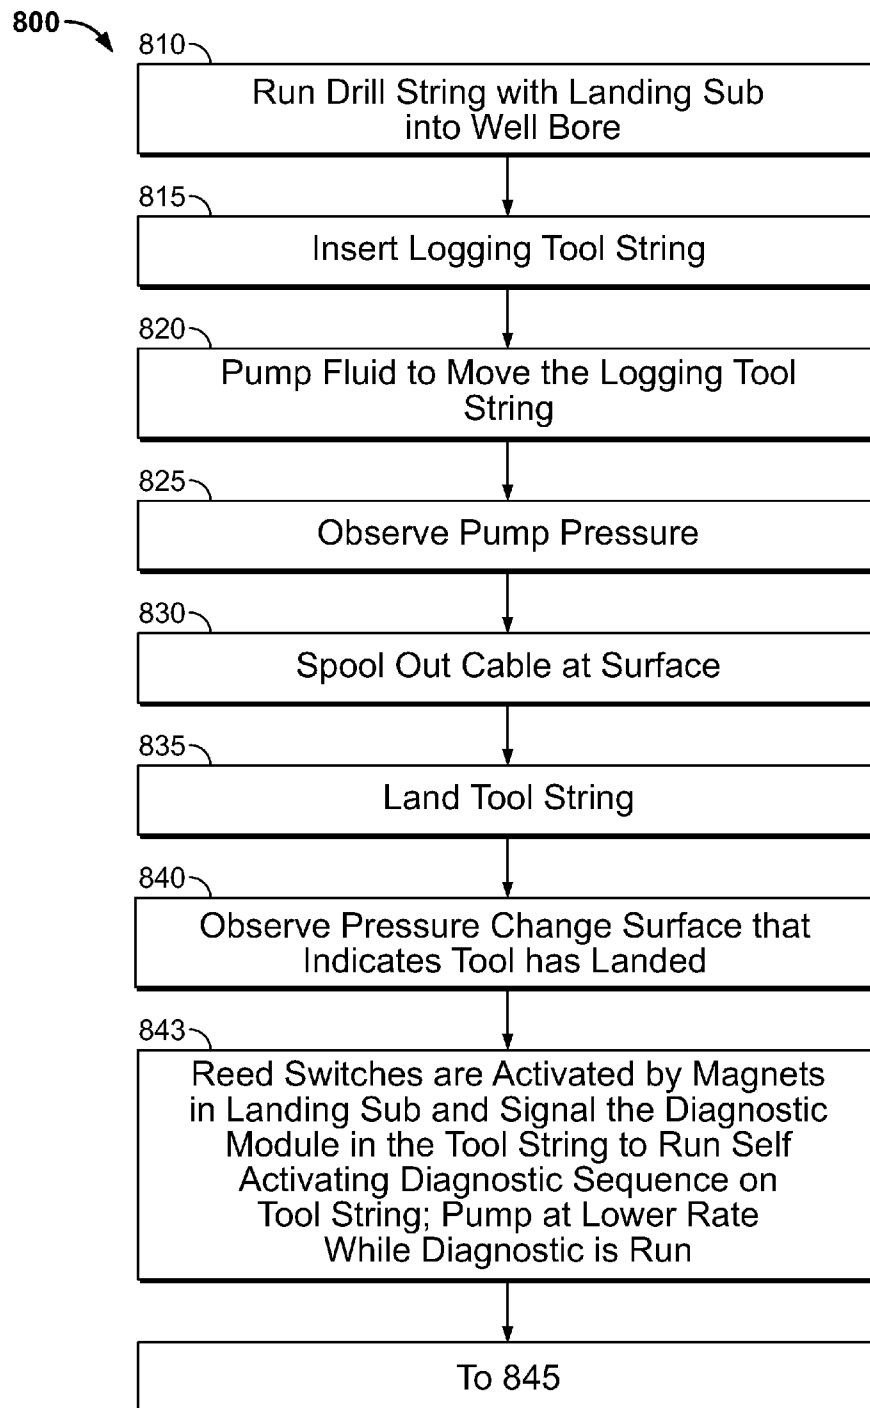 800
810
Run Drill String with Landing Sub
into Well Bore
815
Insert Logging Tool String
820
Pump Fluid to Move the Logging Tool
String
825
Observe Pump Pressure
830
Spool Out Cable at Surface
835
Land Tool String
840
Observe Pressure Change Surface that
Indicates Tool has Landed
843
Reed Switches are Activated by Magnets
in Landing Sub and Signal the Diagnostic
Module in the Tool String to Run Self
Activating Diagnostic Sequence on
Tool String; Pump at Lower Rate
While Diagnostic is Run
To 845